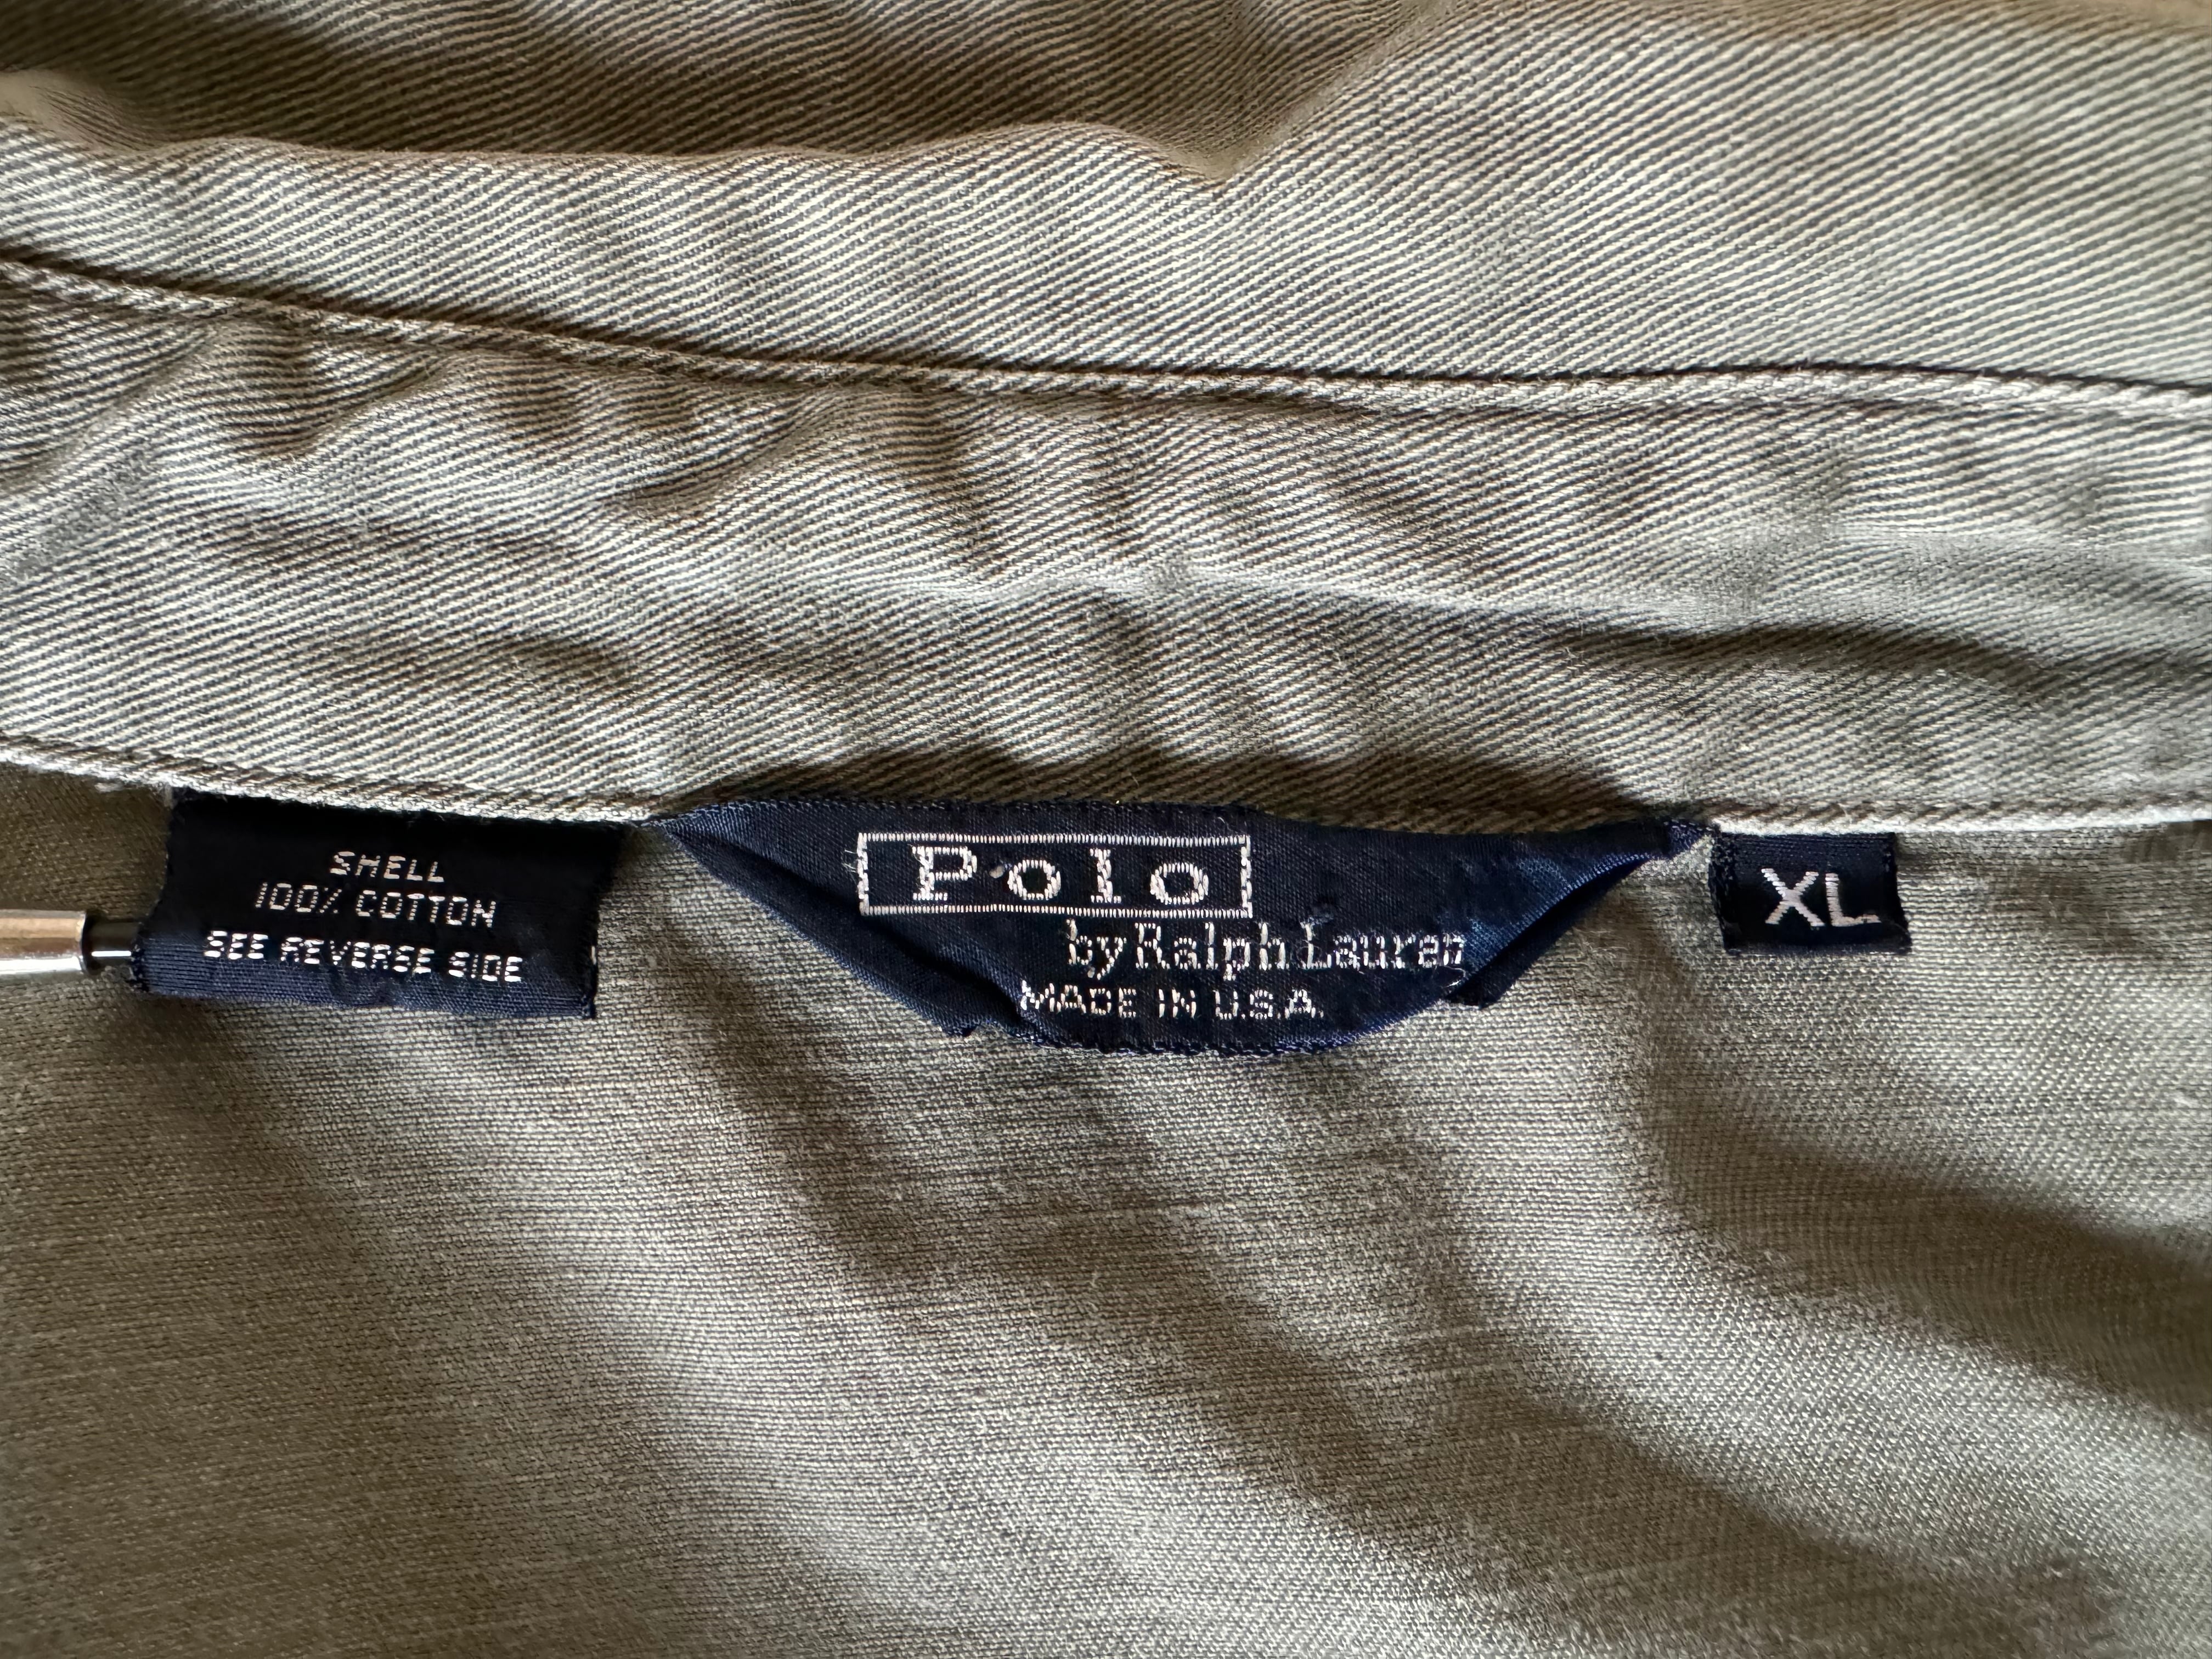 SHELL
100% COTTON
SEE REVERSE SIDE
Polo
by Ralph Lauren
MADE IN U.S.A.
XL